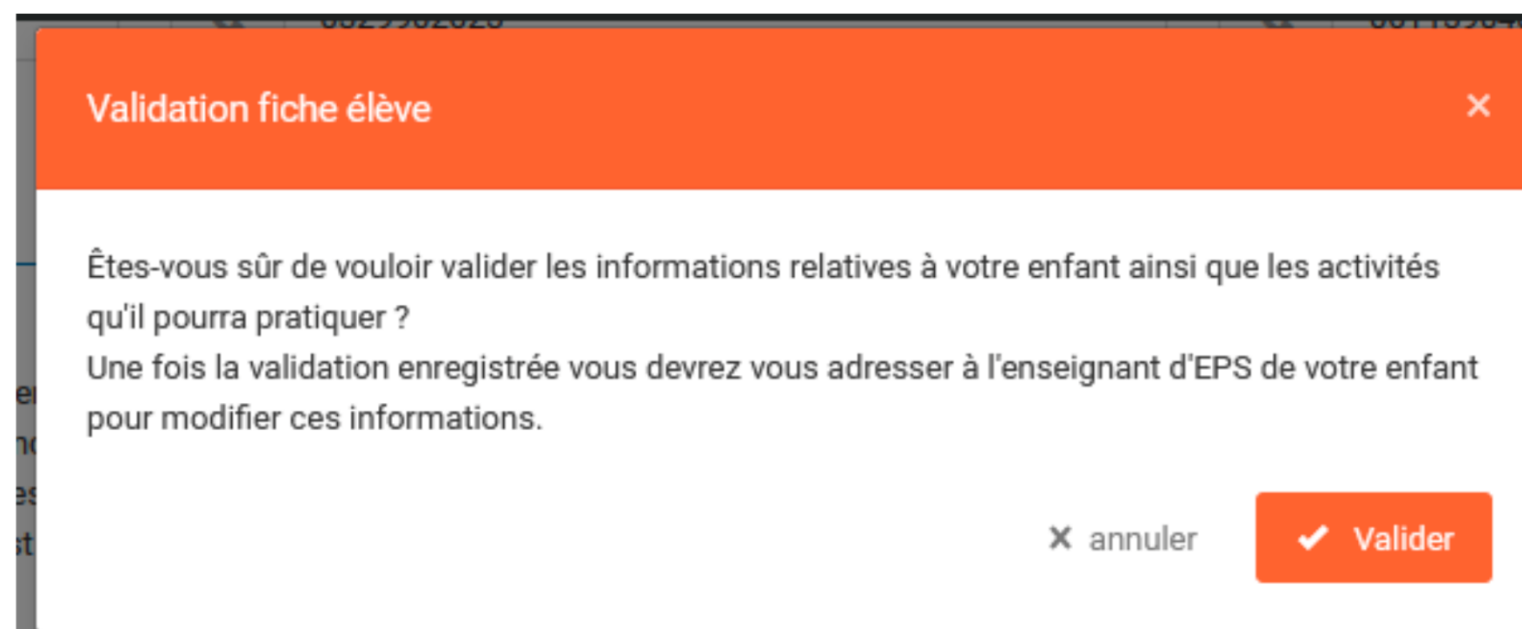 Validation fiche élève
Êtes-vous sûr de vouloir valider les informations relatives à votre enfant ainsi que les activités
qu'il pourra pratiquer ?
Une fois la validation enregistrée vous devrez vous adresser à l'enseignant d'EPS de votre enfant
pour modifier ces informations.
annuler
Valider